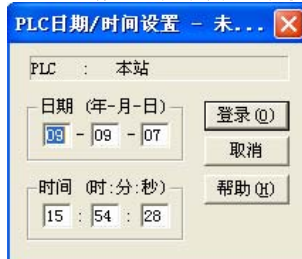 PLC日期/时间设置 - 未...
PLC : 本站
日期 (年-月-日)
09 - 09 - 07
登录(O)
取消
时间 (时:分:秒)
15 : 54 : 28
帮助(H)